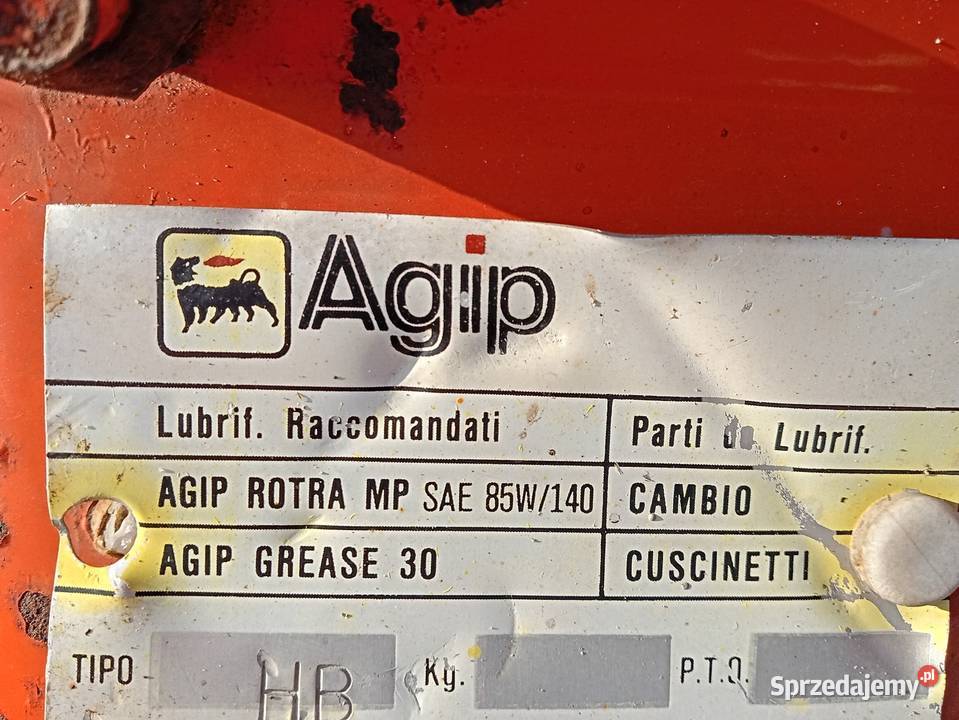 Agip
Lubrif. Raccomandati Parti da Lubrif.
AGIP ROTRA MP SAE 85W/140 CAMBIO
AGIP GREASE 30 CUSCINETTI
TIPO HB Kg. P.T.O.
Sprzedajemy.pl